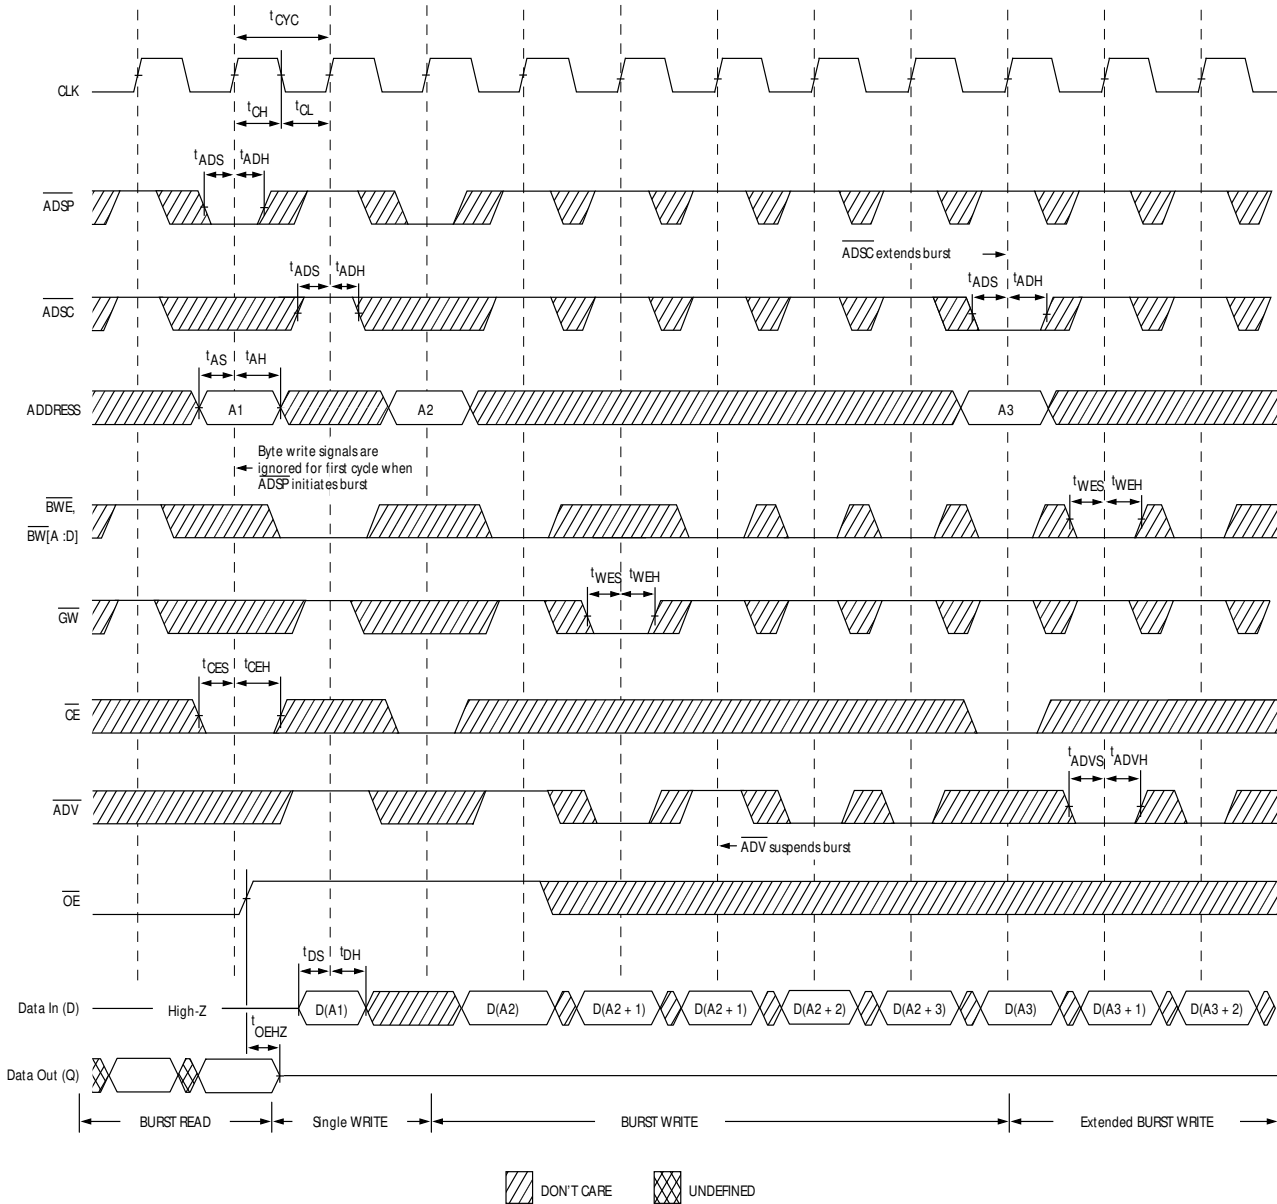 tCYC
CLK
tCH
tCL
tADS
tADH
ADSP
ADSC extends burst
tADS
tADH
tADS
tADH
ADSC
tAS
tAH
ADDRESS
A1
A2
A3
Byte write signals are
ignored for first cycle when
ADSP initiates burst
BWE,
BW[A :D]
tWES
tWEH
tWES
tWEH
GW
tCES
tCEH
CE
tADVS
tADVH
ADV
ADV suspends burst
OE
tDS
tDH
Data In (D)
High-Z
D(A1)
D(A2)
D(A2 + 1)
D(A2 + 1)
D(A2 + 2)
D(A2 + 3)
D(A3)
D(A3 + 1)
D(A3 + 2)
tOEHZ
Data Out (Q)
BURST READ
Single WRITE
BURST WRITE
Extended BURST WRITE
DON'T CARE
UNDEFINED